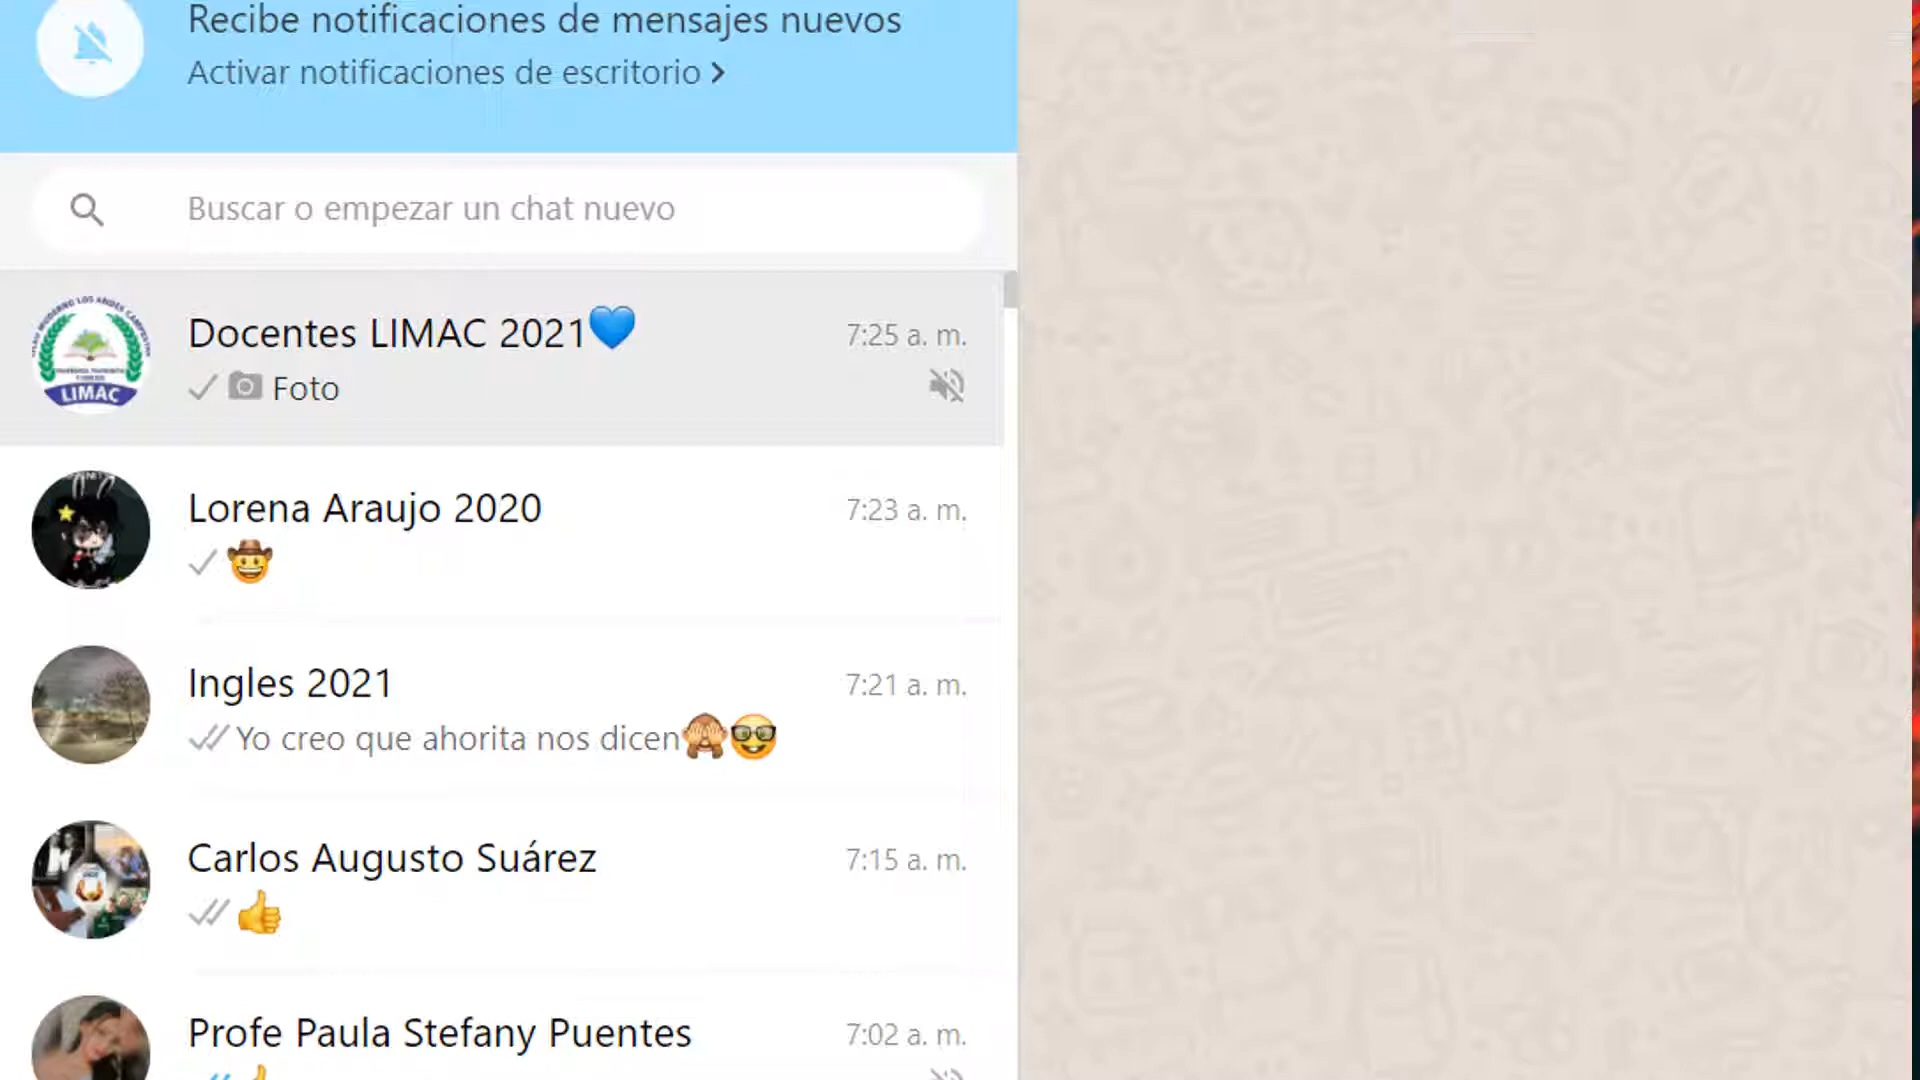 Recibe notificaciones de mensajes nuevos
Activar notificaciones de escritorio
Buscar o empezar un chat nuevo
Docentes LIMAC 2021💙
7:25 a. m.
Foto
LIMAC
Lorena Araujo 2020
7:23 a. m.
🤠
Ingles 2021
7:21 a. m.
Yo creo que ahorita nos dicen🙈🤓
Carlos Augusto Suárez
7:15 a. m.
👍
Profe Paula Stefany Puentes
7:02 a. m.